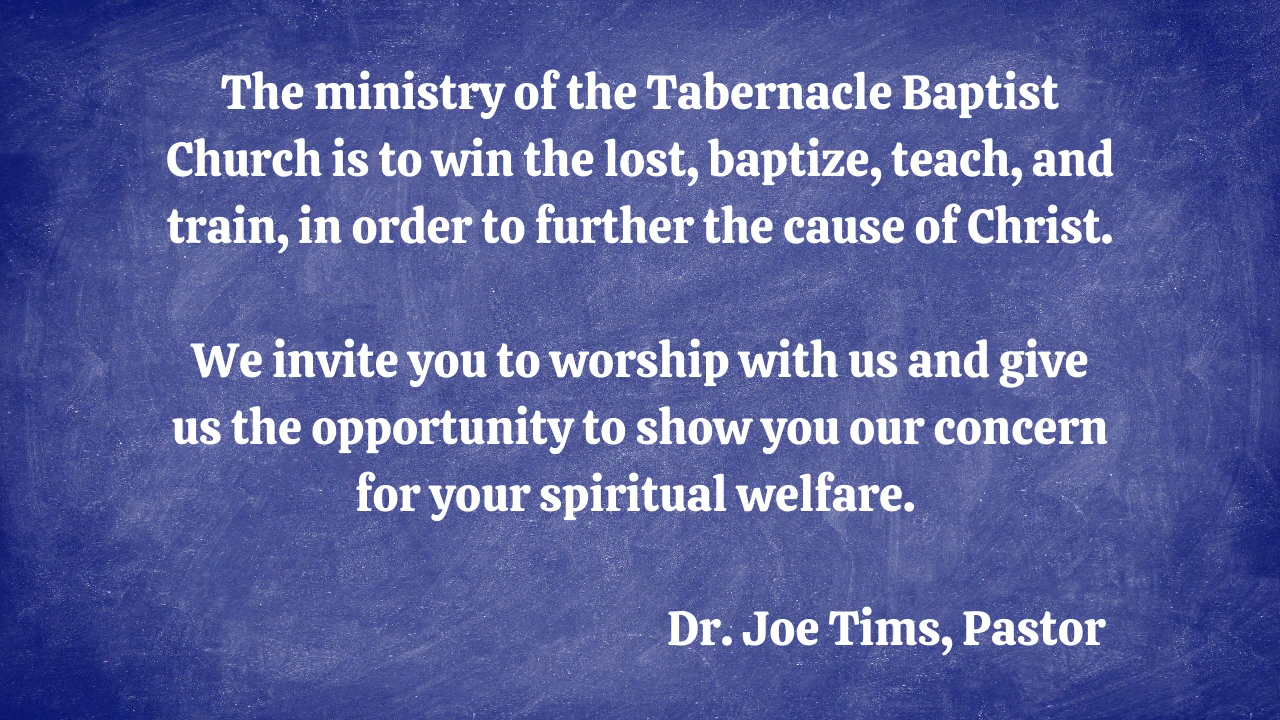 The ministry of the Tabernacle Baptist
Church is to win the lost, baptize, teach, and
train, in order to further the cause of Christ.
We invite you to worship with us and give
us the opportunity to show you our concern
for your spiritual welfare.
Dr. Joe Tims, Pastor